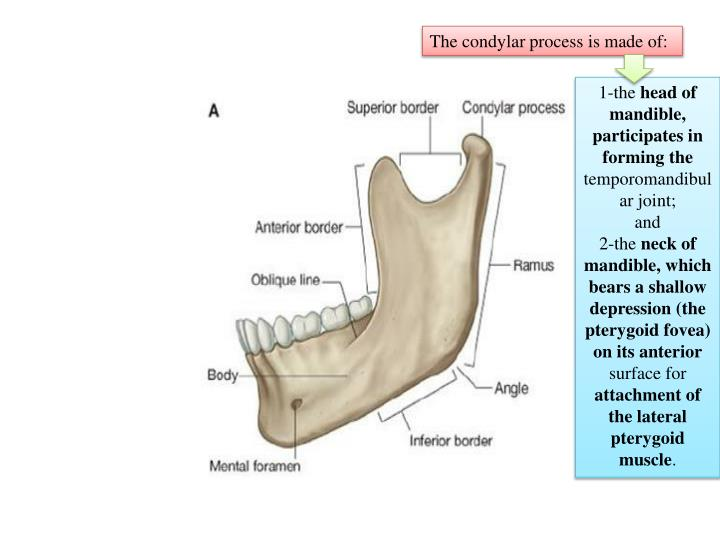 The condylar process is made of:
1-the head of
mandible,
participates in
forming the
temporomandibul
ar joint;
and
2-the neck of
mandible, which
bears a shallow
depression (the
pterygoid fovea)
on its anterior
surface for
attachment of
the lateral
pterygoid
muscle.
A
Superior border
Condylar process
Anterior border
Ramus
Oblique line
Body
Angle
Inferior border
Mental foramen